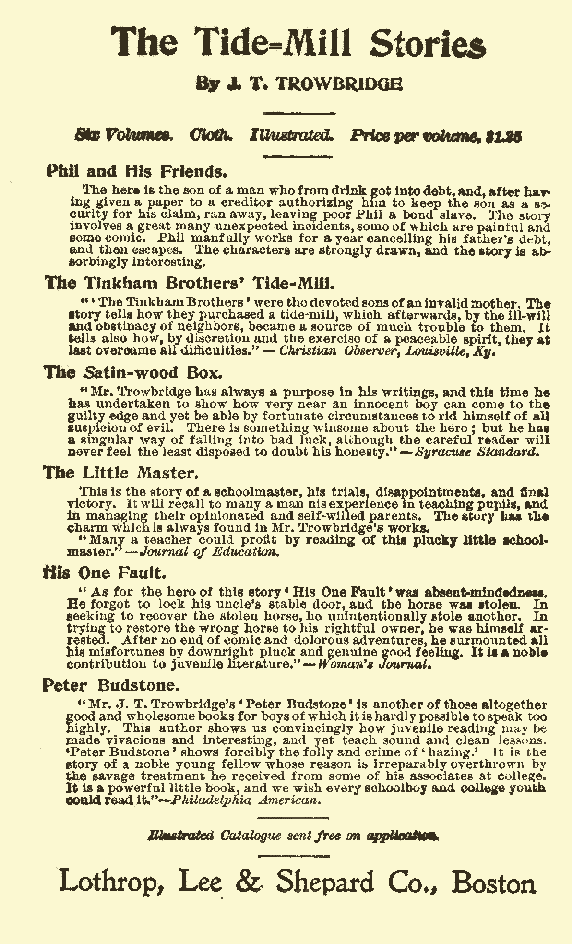 The Tide-Mill Stories
By J. T. TROWBRIDGE
Six Volumes. Cloth. Illustrated. Price per volume, $1.25
Phil and His Friends.
The hero is the son of a man who from drink got into debt, and, after hav-
ing given a paper to a creditor authorizing him to keep the son as a se-
curity for his claim, ran away, leaving poor Phil a bond slave. The story
involves a great many unexpected incidents, some of which are painful and
some comic. Phil manfully works for a year cancelling his father's debt,
and then escapes. The characters are strongly drawn, and the story is ab-
sorbingly interesting.
The Tinkham Brothers' Tide-Mill.
"'The Tinkham Brothers' were the devoted sons of an invalid mother. The
story tells how they purchased a tide-mill, which afterwards, by the ill-will
and obstinacy of neighbors, became a source of much trouble to them. It
tells also how, by discretion and the exercise of a peaceable spirit, they at
last overcame all difficulties." — Christian Observer, Louisville, Ky.
The Satin-wood Box.
"Mr. Trowbridge has always a purpose in his writings, and this time he
has undertaken to show how very near an innocent boy can come to the
guilty edge and yet be able by fortunate circumstances to rid himself of all
suspicion of evil. There is something winsome about the hero; but he has
a singular way of falling into bad luck, although the careful reader will
never feel the least disposed to doubt his honesty." — Syracuse Standard.
The Little Master.
This is the story of a schoolmaster, his trials, disappointments, and final
victory. It will recall to many a man his experience in teaching pupils, and
in managing their opinionated and self-willed parents. The story has the
charm which is always found in Mr. Trowbridge's works.
"Many a teacher could profit by reading of this plucky little school-
master." — Journal of Education.
His One Fault.
"As for the hero of this story 'His One Fault' was absent-mindedness.
He forgot to lock his uncle's stable door, and the horse was stolen. In
seeking to recover the stolen horse, he unintentionally stole another. In
trying to restore the wrong horse to his rightful owner, he was himself ar-
rested. After no end of comic and dolorous adventures, he surmounted all
his misfortunes by downright pluck and genuine good feeling. It is a noble
contribution to juvenile literature." — Woman's Journal.
Peter Budstone.
"Mr. J. T. Trowbridge's 'Peter Budstone' is another of those altogether
good and wholesome books for boys of which it is hardly possible to speak too
highly. This author shows us convincingly how juvenile reading may be
made vivacious and interesting, and yet teach sound and clean lessons.
'Peter Budstone' shows forcibly the folly and crime of 'hazing.' It is the
story of a noble young fellow whose reason is irreparably overthrown by
the savage treatment he received from some of his associates at college.
It is a powerful little book, and we wish every schoolboy and college youth
could read it." — Philadelphia American.
Illustrated Catalogue sent free on application.
Lothrop, Lee & Shepard Co., Boston